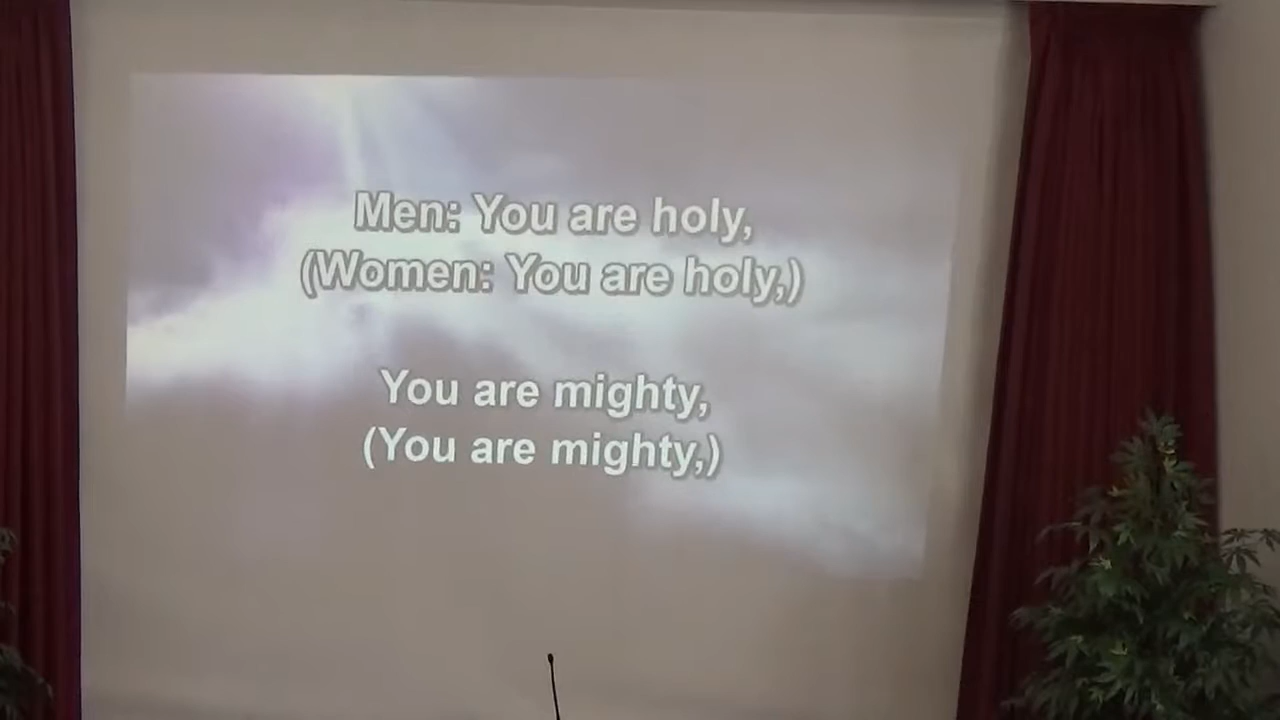 Men: You are holy,
(Women: You are holy,)
You are mighty,
(You are mighty,)